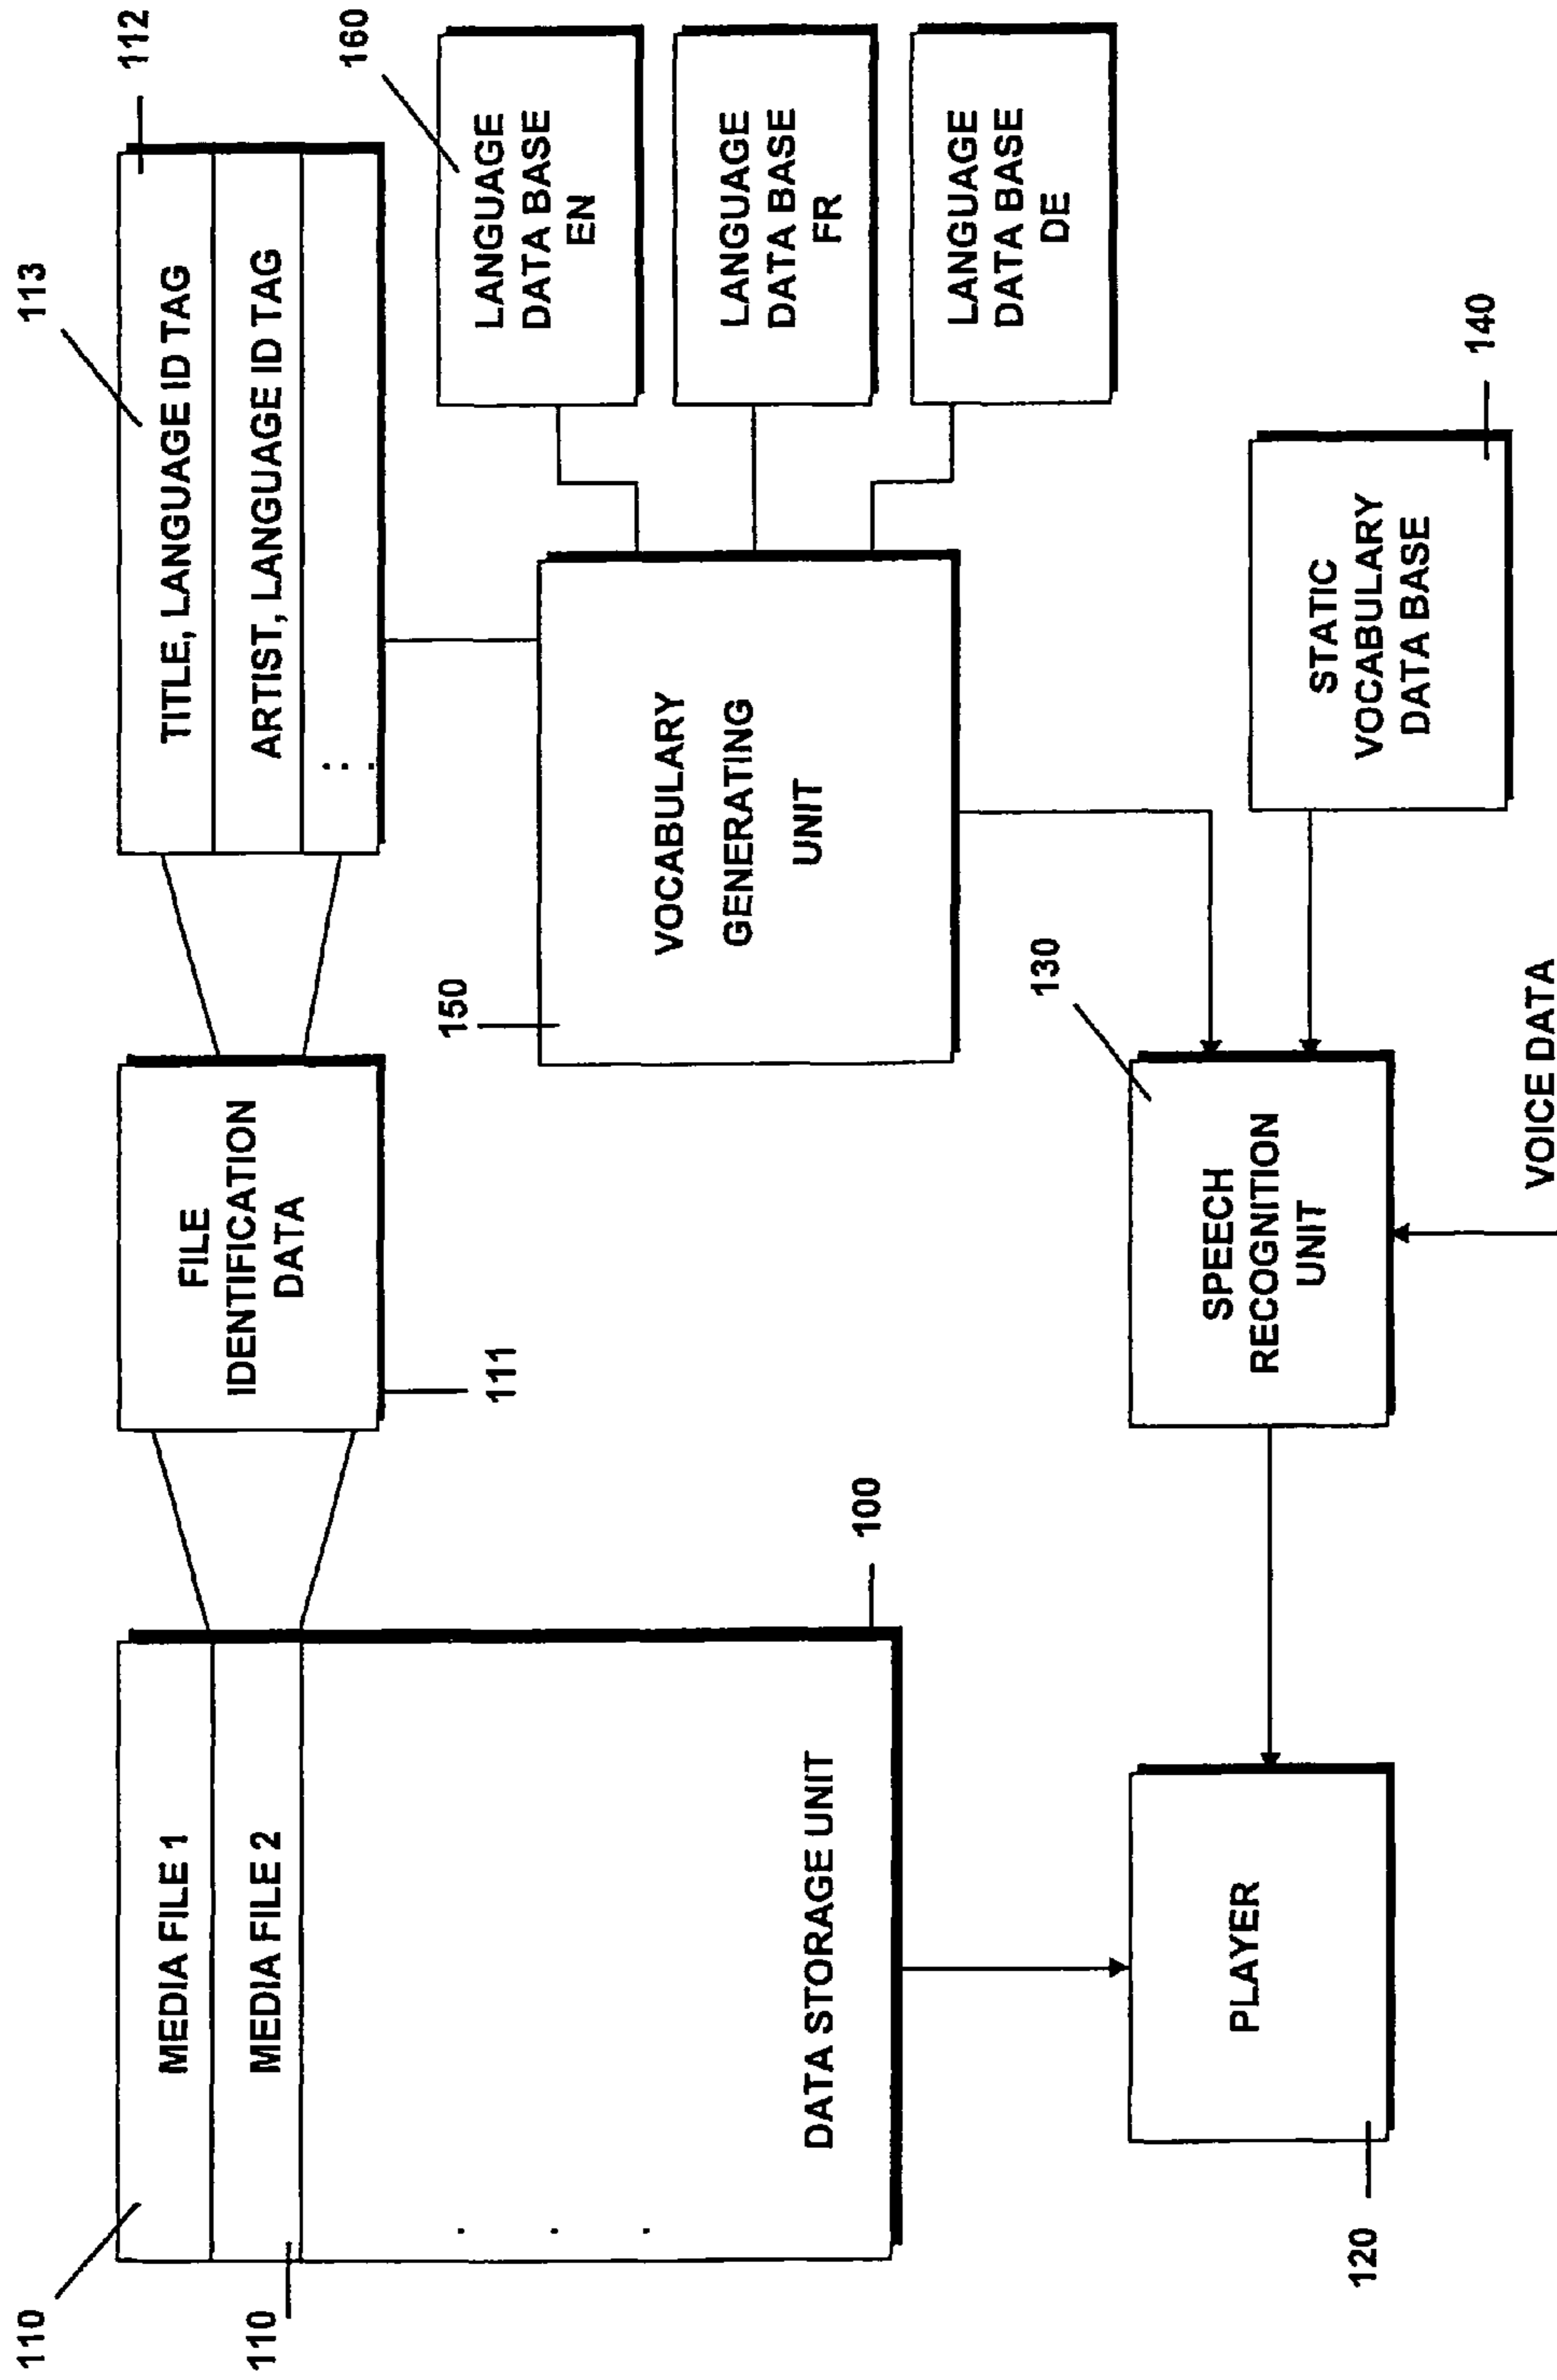 110
MEDIA FILE 1
110
MEDIA FILE 2
.
.
.
DATA STORAGE UNIT
100
FILE
IDENTIFICATION
DATA
111
113
112
TITLE, LANGUAGE ID TAG
ARTIST, LANGUAGE ID TAG
. . .
160
LANGUAGE
DATA BASE
EN
LANGUAGE
DATA BASE
FR
LANGUAGE
DATA BASE
DE
150
VOCABULARY
GENERATING
UNIT
120
PLAYER
130
SPEECH
RECOGNITION
UNIT
140
STATIC
VOCABULARY
DATA BASE
VOICE DATA